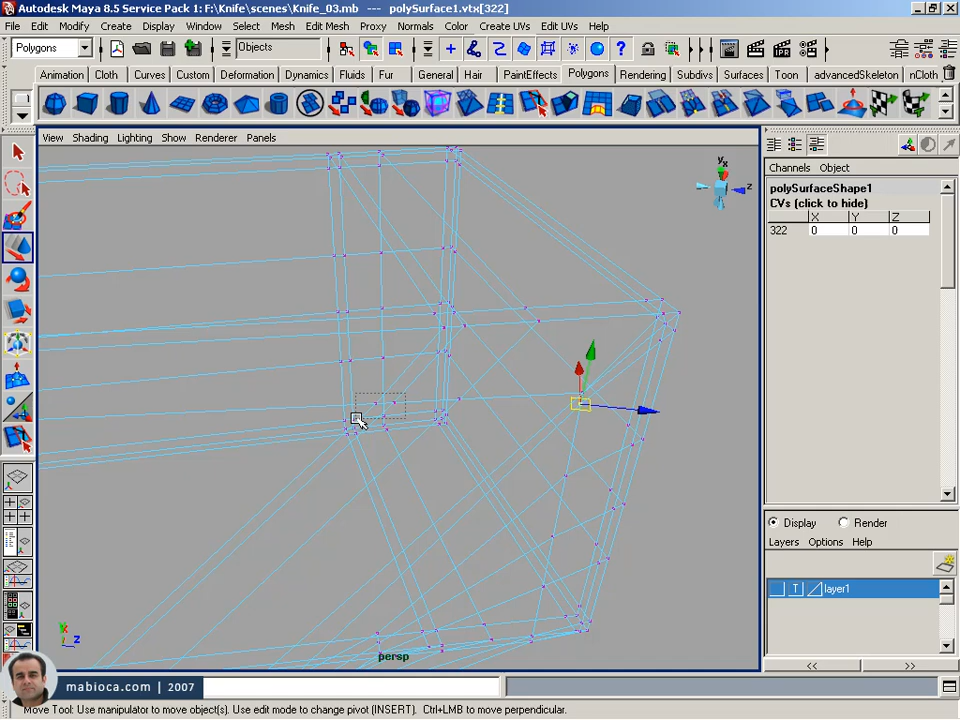 Autodesk Maya 8.5 Service Pack 1: F:\Knife\scenes\Knife_03.mb --- polySurface1.vtx[322]
File Edit Modify Create Display Window Select Mesh Edit Mesh Proxy Normals Color Create UVs Edit UVs Help
Polygons Objects
Animation Cloth Curves Custom Deformation Dynamics Fluids Fur General Hair PaintEffects Polygons Rendering Subdivs Surfaces Toon advancedSkeleton nCloth
View Shading Lighting Show Renderer Panels
Channels Object
polySurfaceShape1
CVs (click to hide)
X Y Z
322 0 0 0
y x
z
Display Render
Layers Options Help
T layer1
Y
Z
persp
<< >>
mabioca.com | 2007
Move Tool: Use manipulator to move object(s). Use edit mode to change pivot (INSERT). Ctrl+LMB to move perpendicular.